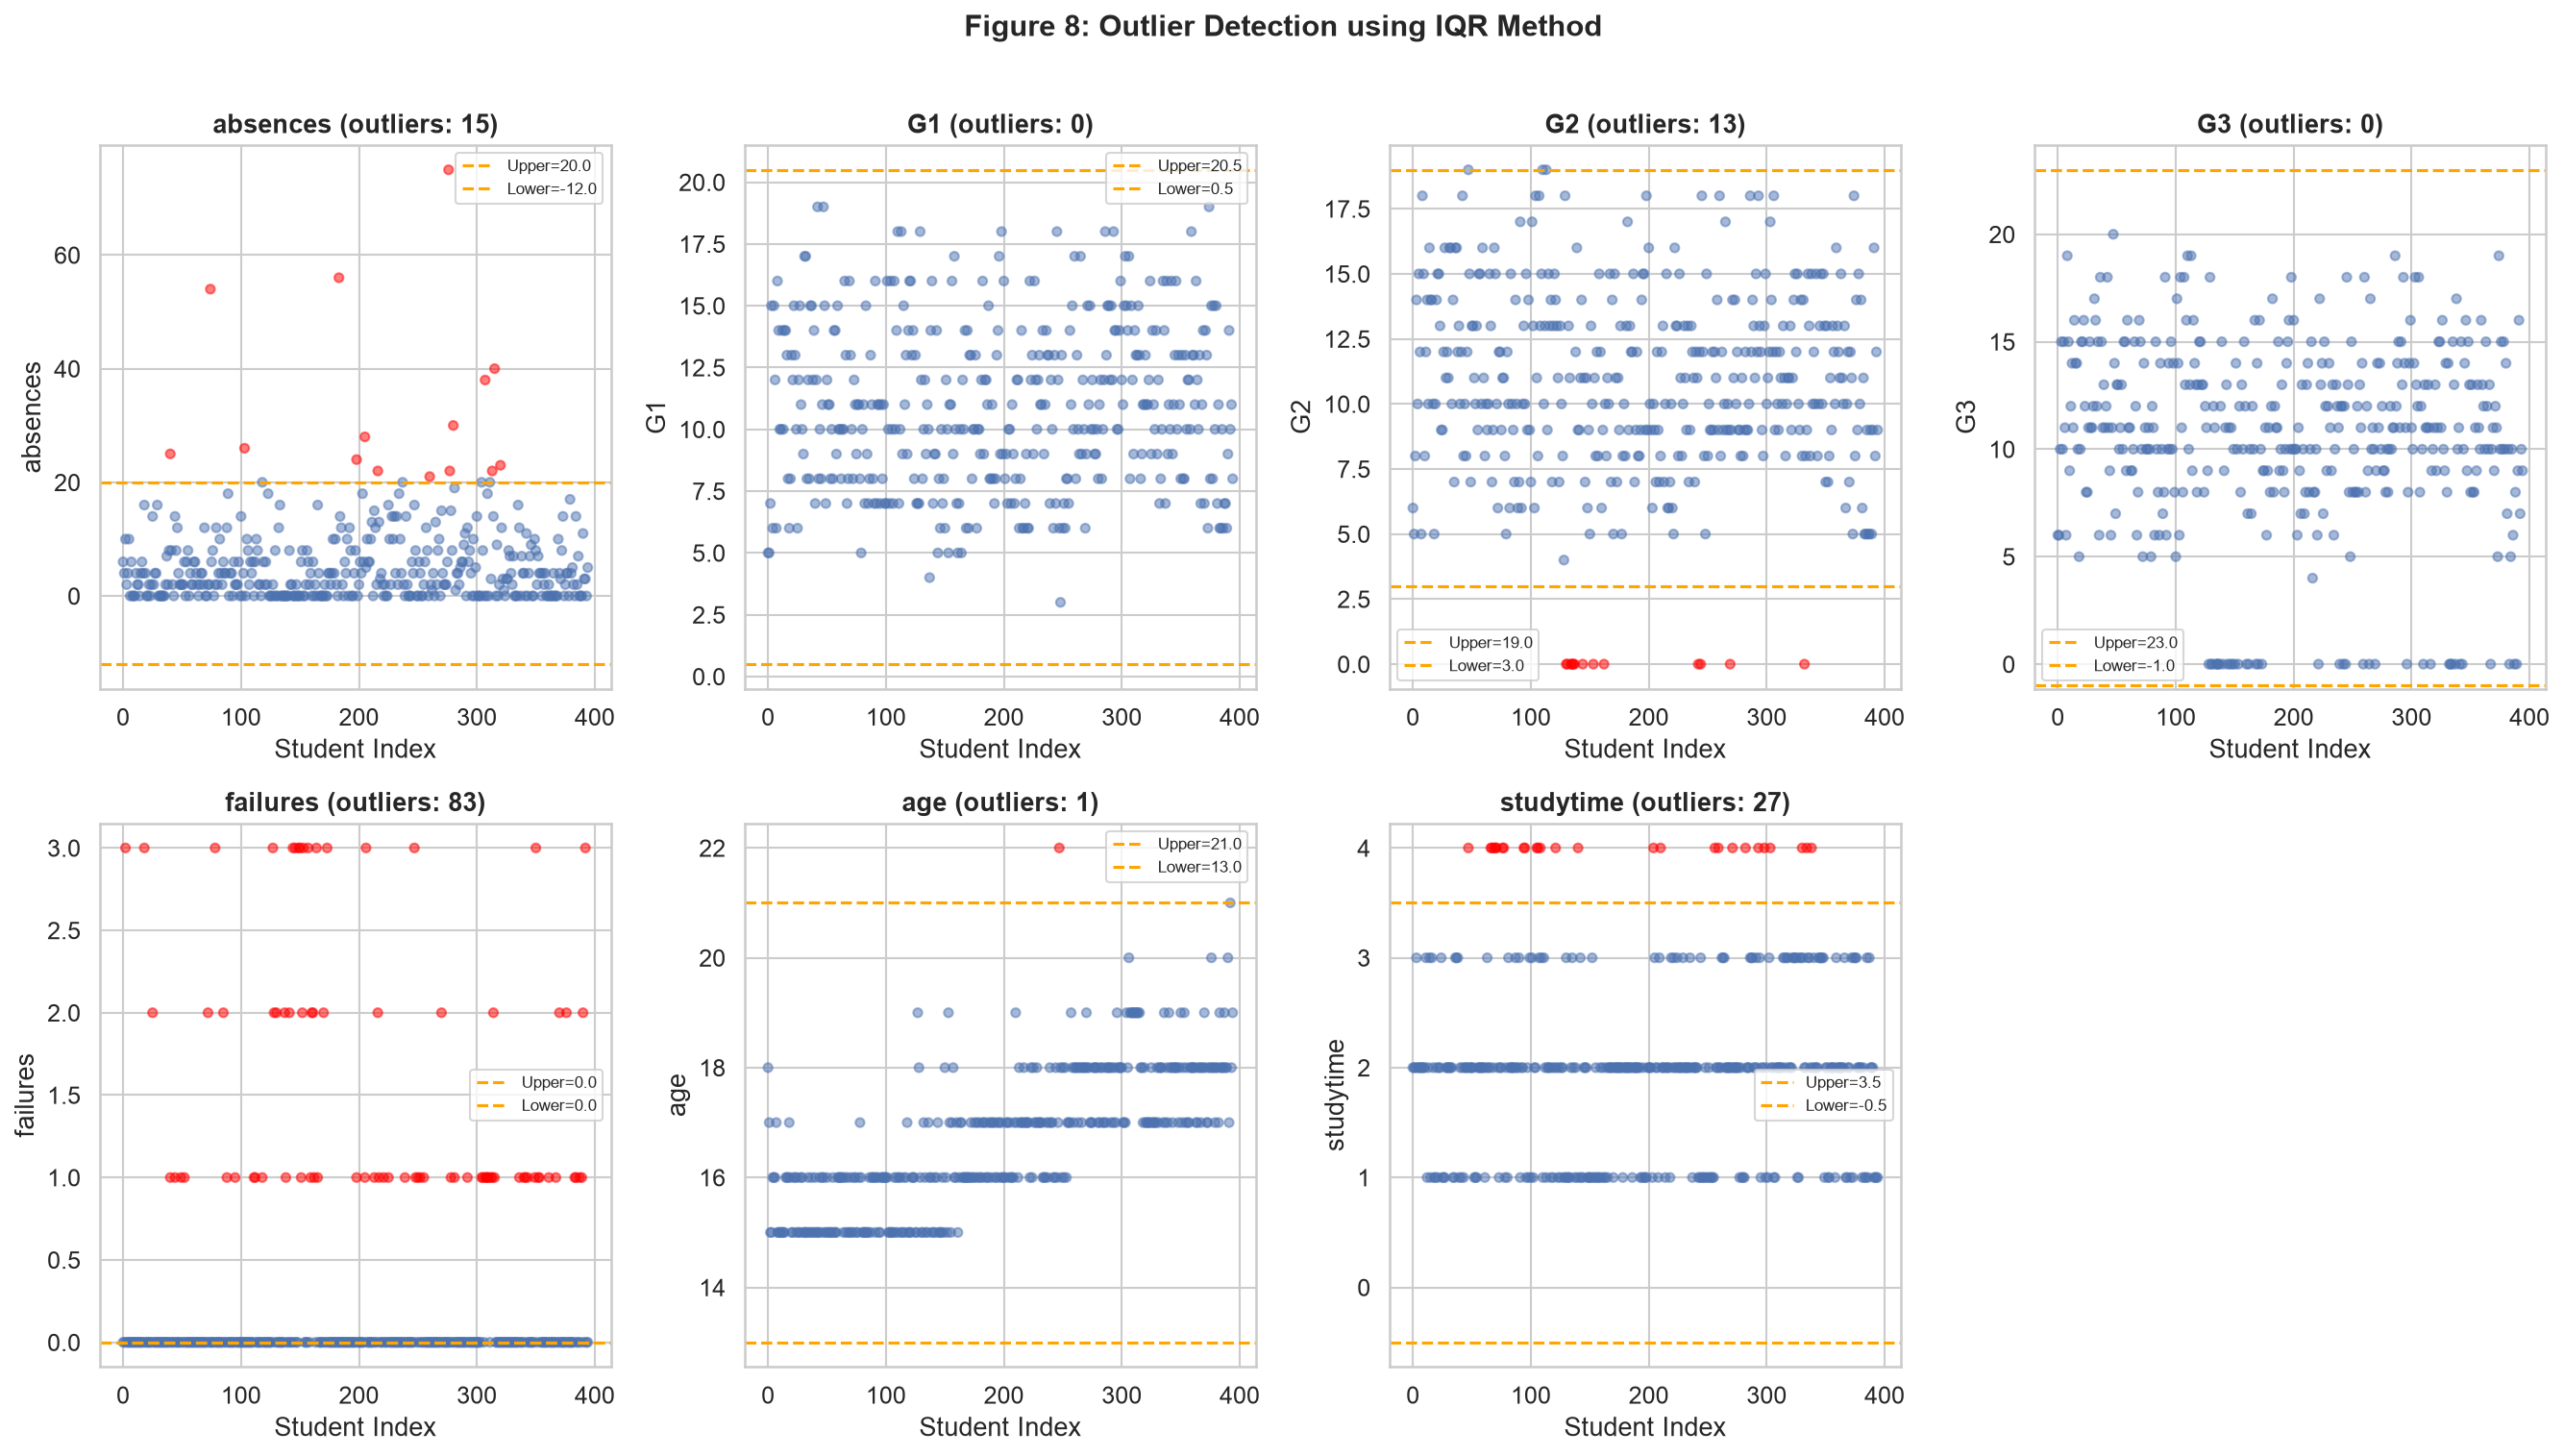 Figure 8: Outlier Detection using IQR Method
absences (outliers: 15)
absences
60
40
20
0
0 100 200 300 400
Student Index
Upper=20.0
Lower=-12.0
G1 (outliers: 0)
G1
20.0
17.5
15.0
12.5
10.0
7.5
5.0
2.5
0.0
0 100 200 300 400
Student Index
Upper=20.5
Lower=0.5
G2 (outliers: 13)
G2
17.5
15.0
12.5
10.0
7.5
5.0
2.5
0.0
0 100 200 300 400
Student Index
Upper=19.0
Lower=3.0
G3 (outliers: 0)
G3
20
15
10
5
0
0 100 200 300 400
Student Index
Upper=23.0
Lower=-1.0
failures (outliers: 83)
failures
3.0
2.5
2.0
1.5
1.0
0.5
0.0
0 100 200 300 400
Student Index
Upper=0.0
Lower=0.0
age (outliers: 1)
age
22
20
18
16
14
0 100 200 300 400
Student Index
Upper=21.0
Lower=13.0
studytime (outliers: 27)
studytime
4
3
2
1
0
0 100 200 300 400
Student Index
Upper=3.5
Lower=-0.5